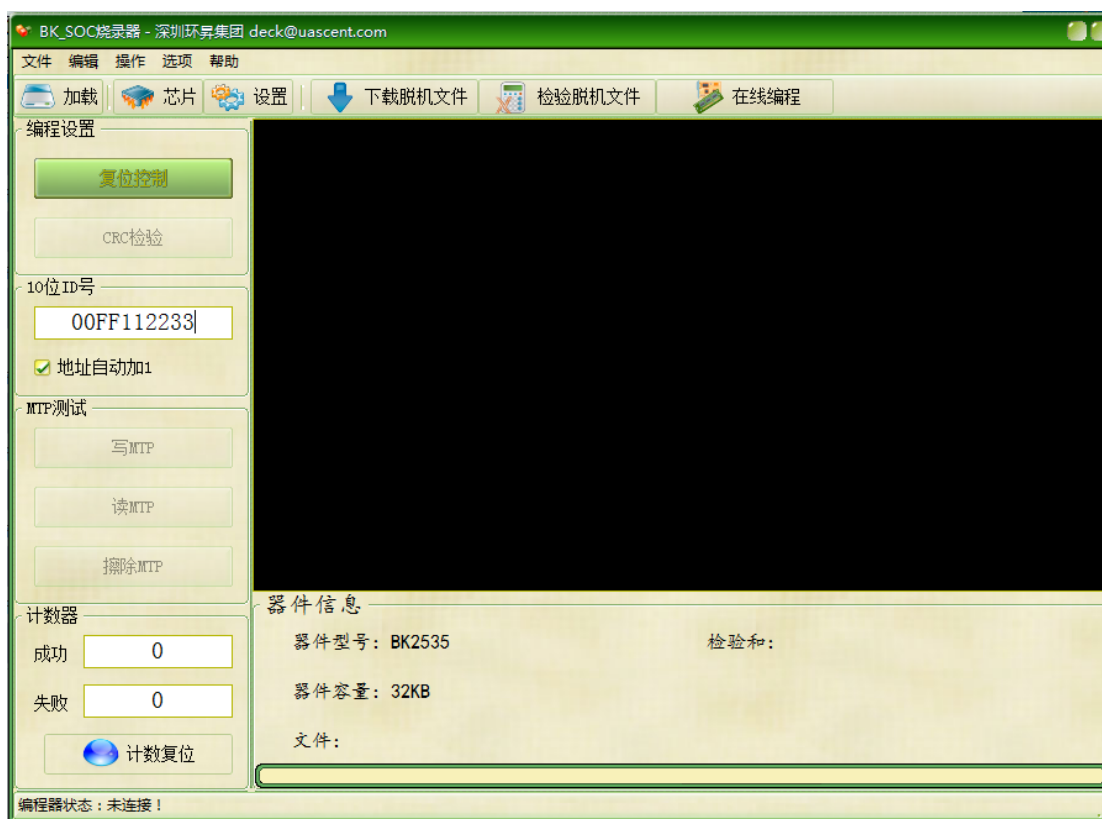 BK_SOC烧录器 - 深圳环昇集团 deck@uascent.com
文件 编辑 操作 选项 帮助
加载 芯片 设置 下载脱机文件 检验脱机文件 在线编程
编程设置
复位控制
CRC检验
10位ID号
00FF112233
地址自动加1
MTP测试
写MTP
读MTP
擦除MTP
计数器
成功 0
失败 0
计数复位
器件信息
器件型号: BK2535 检验和:
器件容量: 32KB
文件:
编程器状态：未连接！